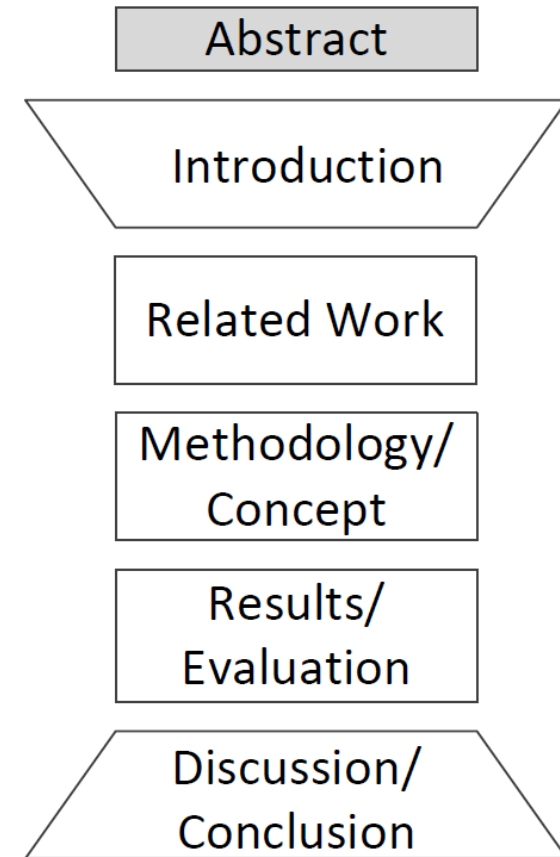 Abstract
Introduction
Related Work
Methodology/
Concept
Results/
Evaluation
Discussion/
Conclusion